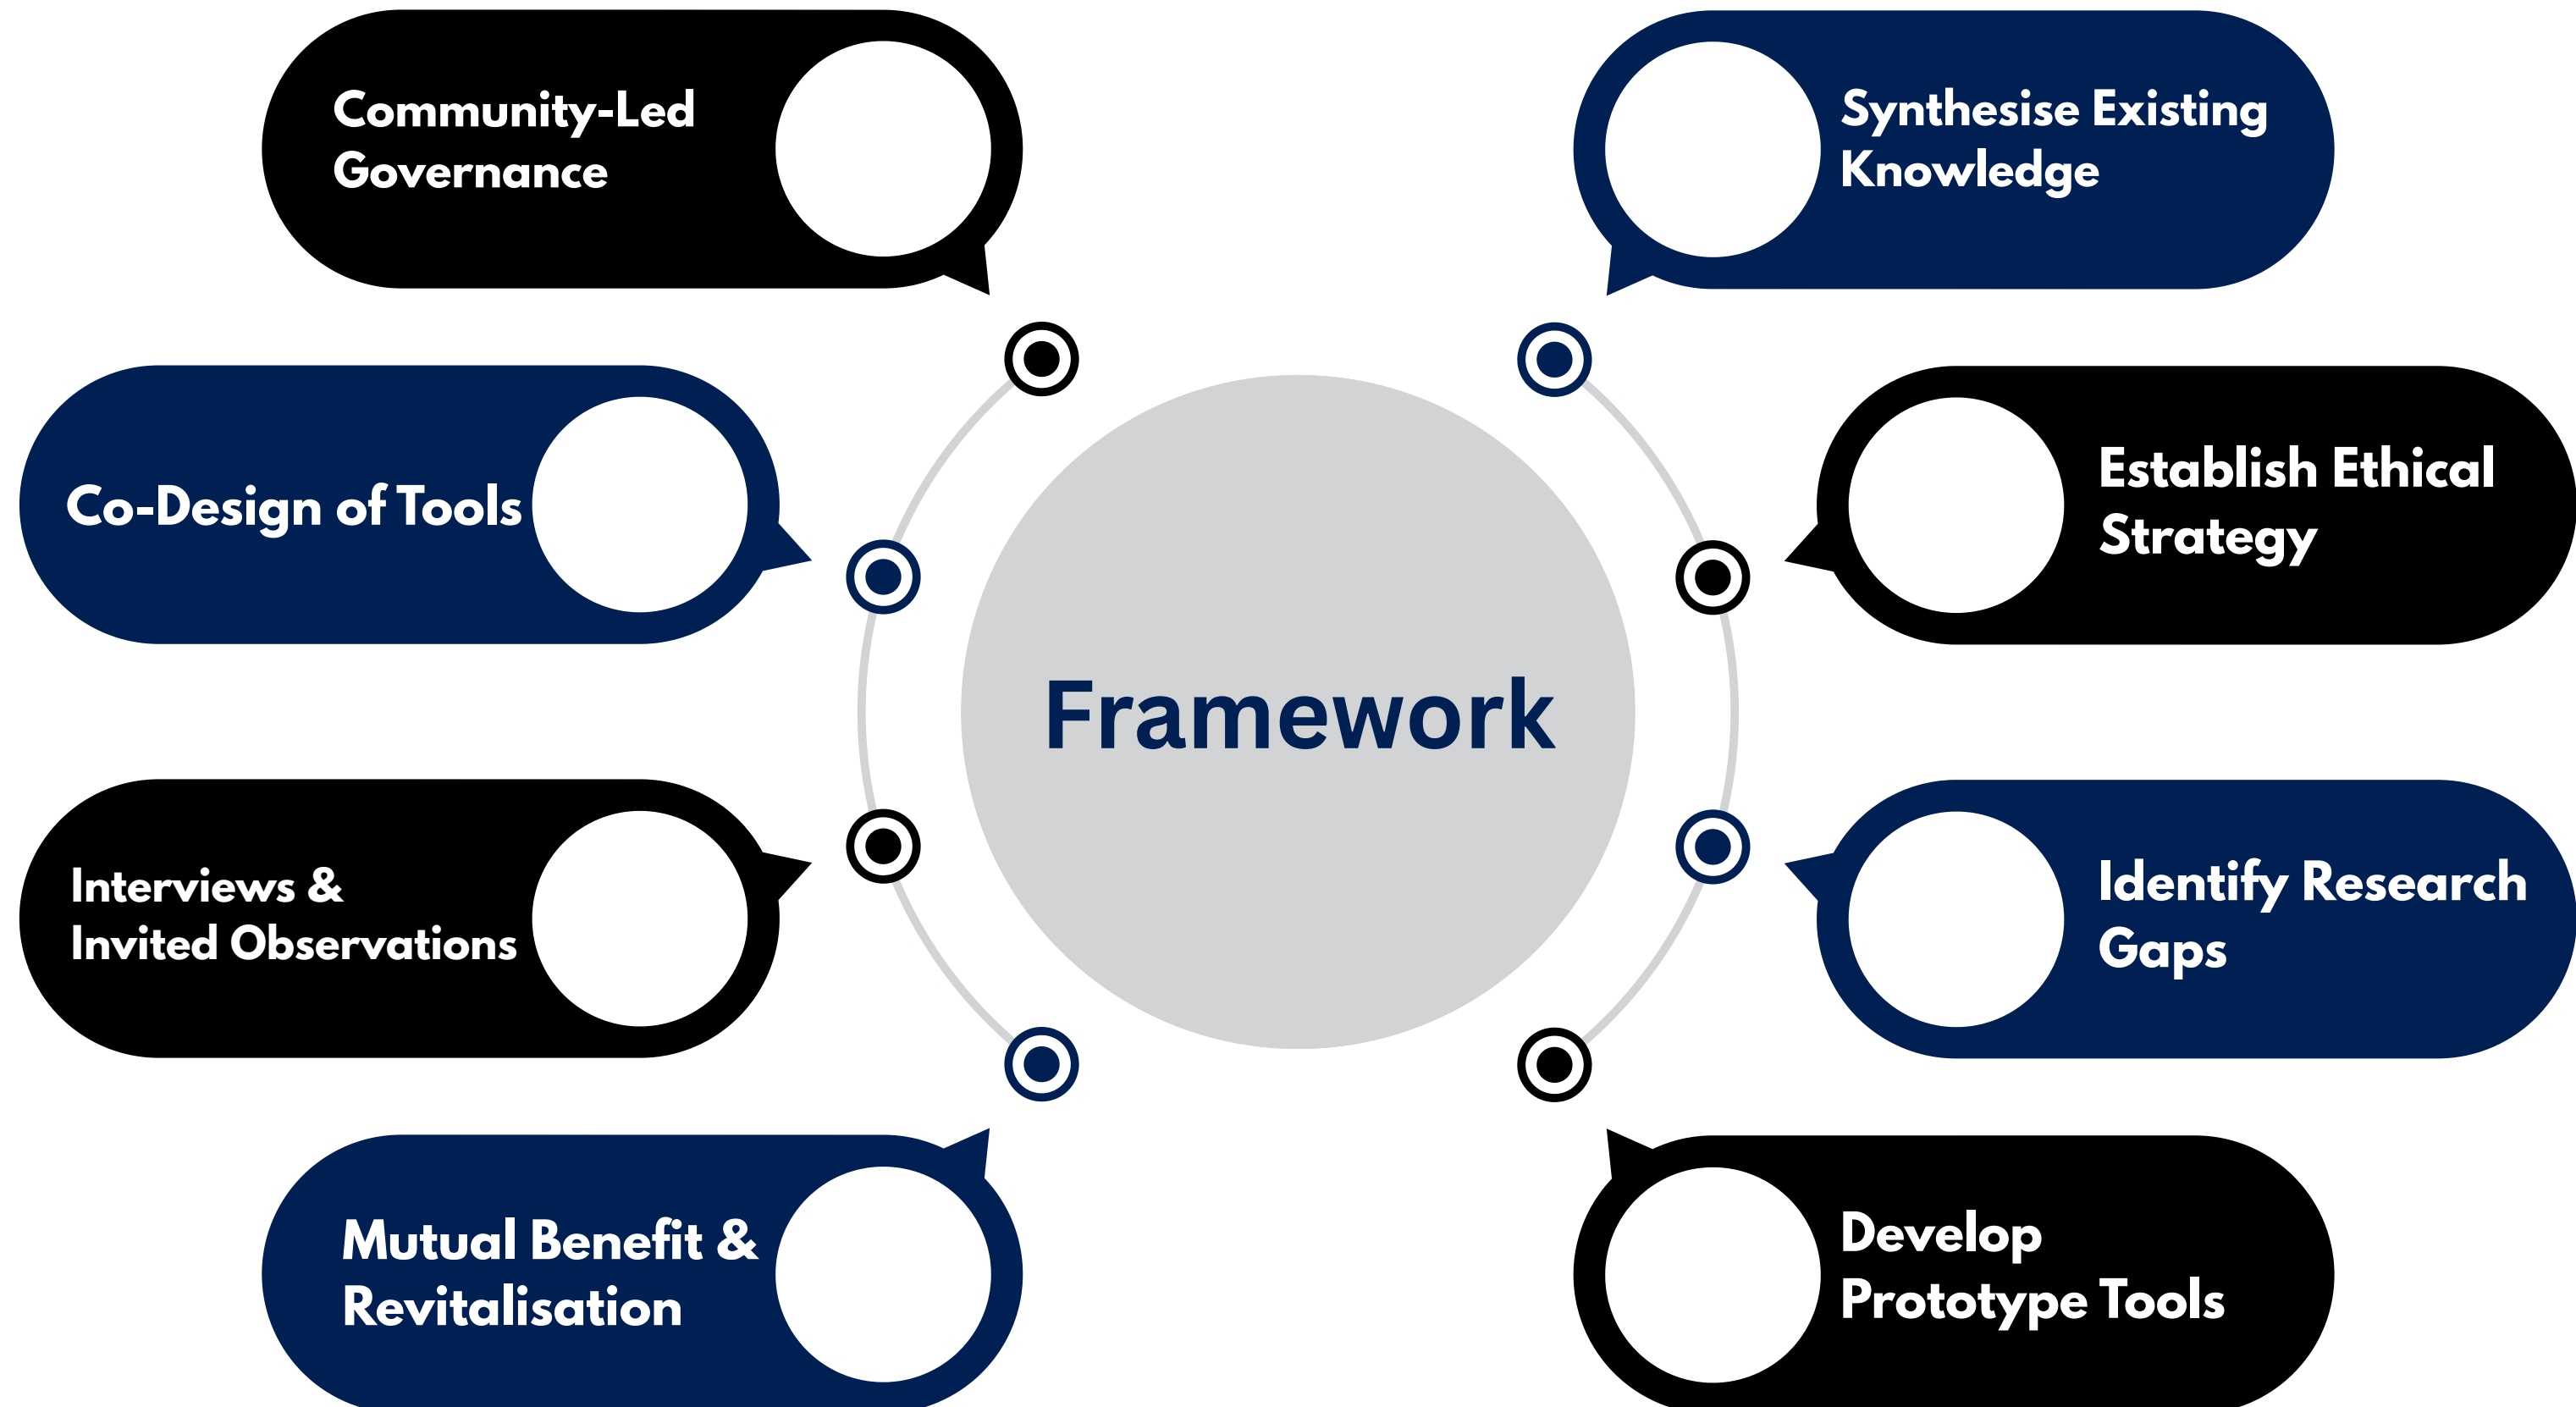 Community-Led
Governance
Synthesise Existing
Knowledge
Co-Design of Tools
Establish Ethical
Strategy
Framework
Interviews &
Invited Observations
Identify Research
Gaps
Mutual Benefit &
Revitalisation
Develop
Prototype Tools